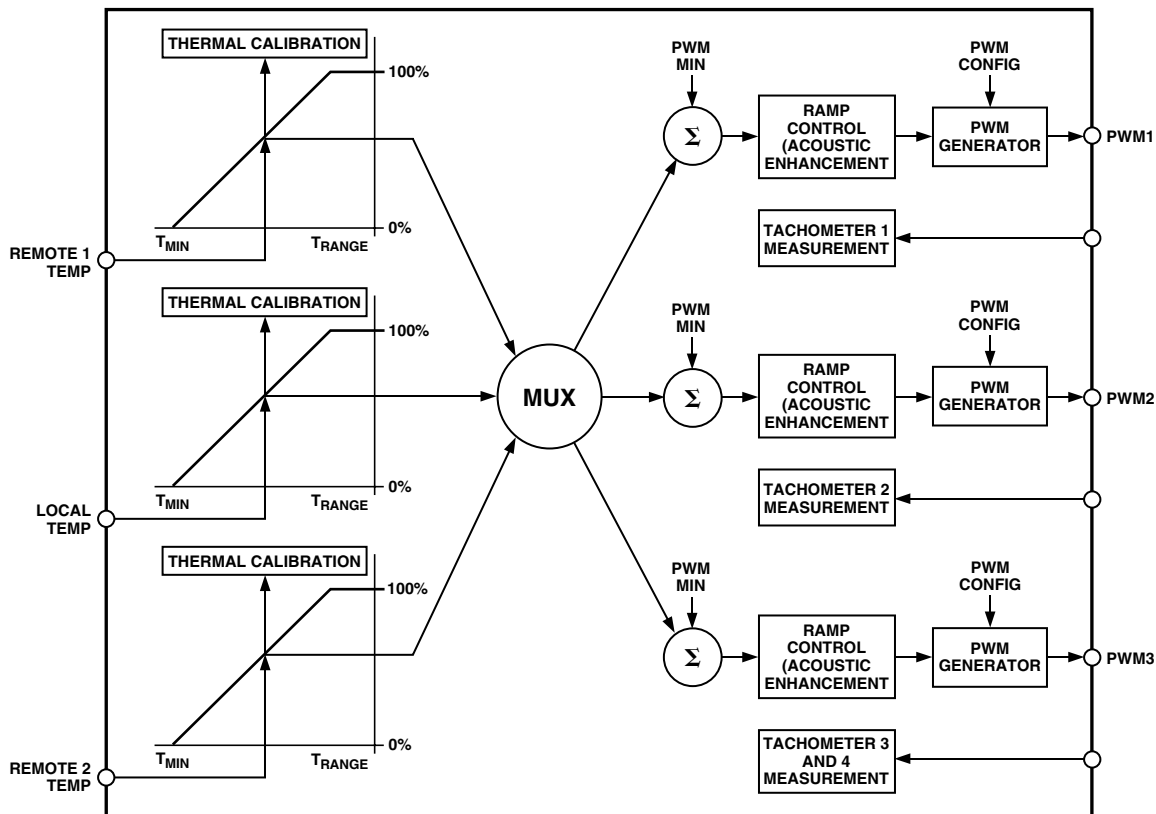 THERMAL CALIBRATION
100%
0%
T_MIN
T_RANGE
REMOTE 1
TEMP
THERMAL CALIBRATION
100%
0%
T_MIN
T_RANGE
LOCAL
TEMP
THERMAL CALIBRATION
100%
0%
T_MIN
T_RANGE
REMOTE 2
TEMP
MUX
PWM
MIN
Σ
RAMP
CONTROL
(ACOUSTIC
ENHANCEMENT
PWM
CONFIG
PWM
GENERATOR
PWM1
TACHOMETER 1
MEASUREMENT
PWM
MIN
Σ
RAMP
CONTROL
(ACOUSTIC
ENHANCEMENT
PWM
CONFIG
PWM
GENERATOR
PWM2
TACHOMETER 2
MEASUREMENT
PWM
MIN
Σ
RAMP
CONTROL
(ACOUSTIC
ENHANCEMENT
PWM
CONFIG
PWM
GENERATOR
PWM3
TACHOMETER 3
AND 4
MEASUREMENT